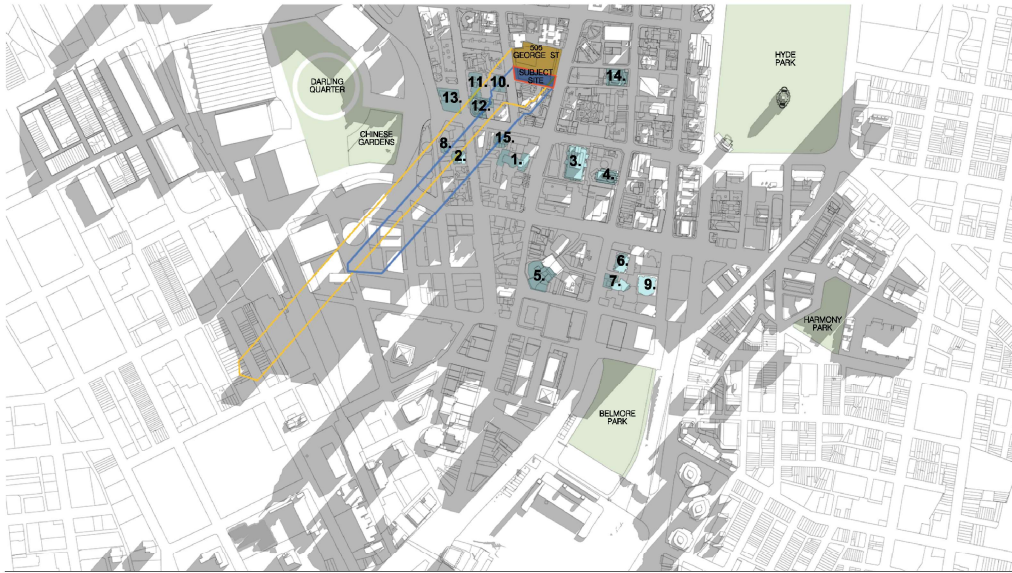 505
GEORGE ST
SUBJECT
SITE
HYDE
PARK
DARLING
QUARTER
CHINESE
GARDENS
11. 10.
14.
13.
12.
15.
8.
2.
1.
3.
4.
5.
6.
7.
9.
HARMONY
PARK
BELMORE
PARK